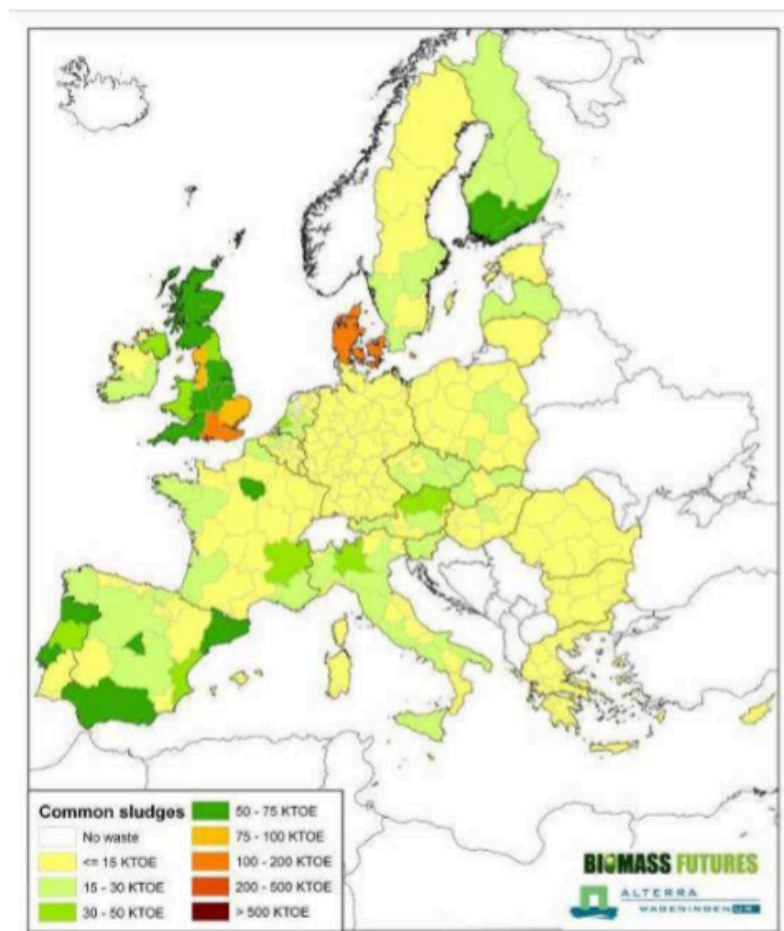 Common sludges
No waste
<= 15 KTOE
15 - 30 KTOE
30 - 50 KTOE
50 - 75 KTOE
75 - 100 KTOE
100 - 200 KTOE
200 - 500 KTOE
> 500 KTOE
BIOMASS FUTURES
ALTERRA
WAGENINGEN UR